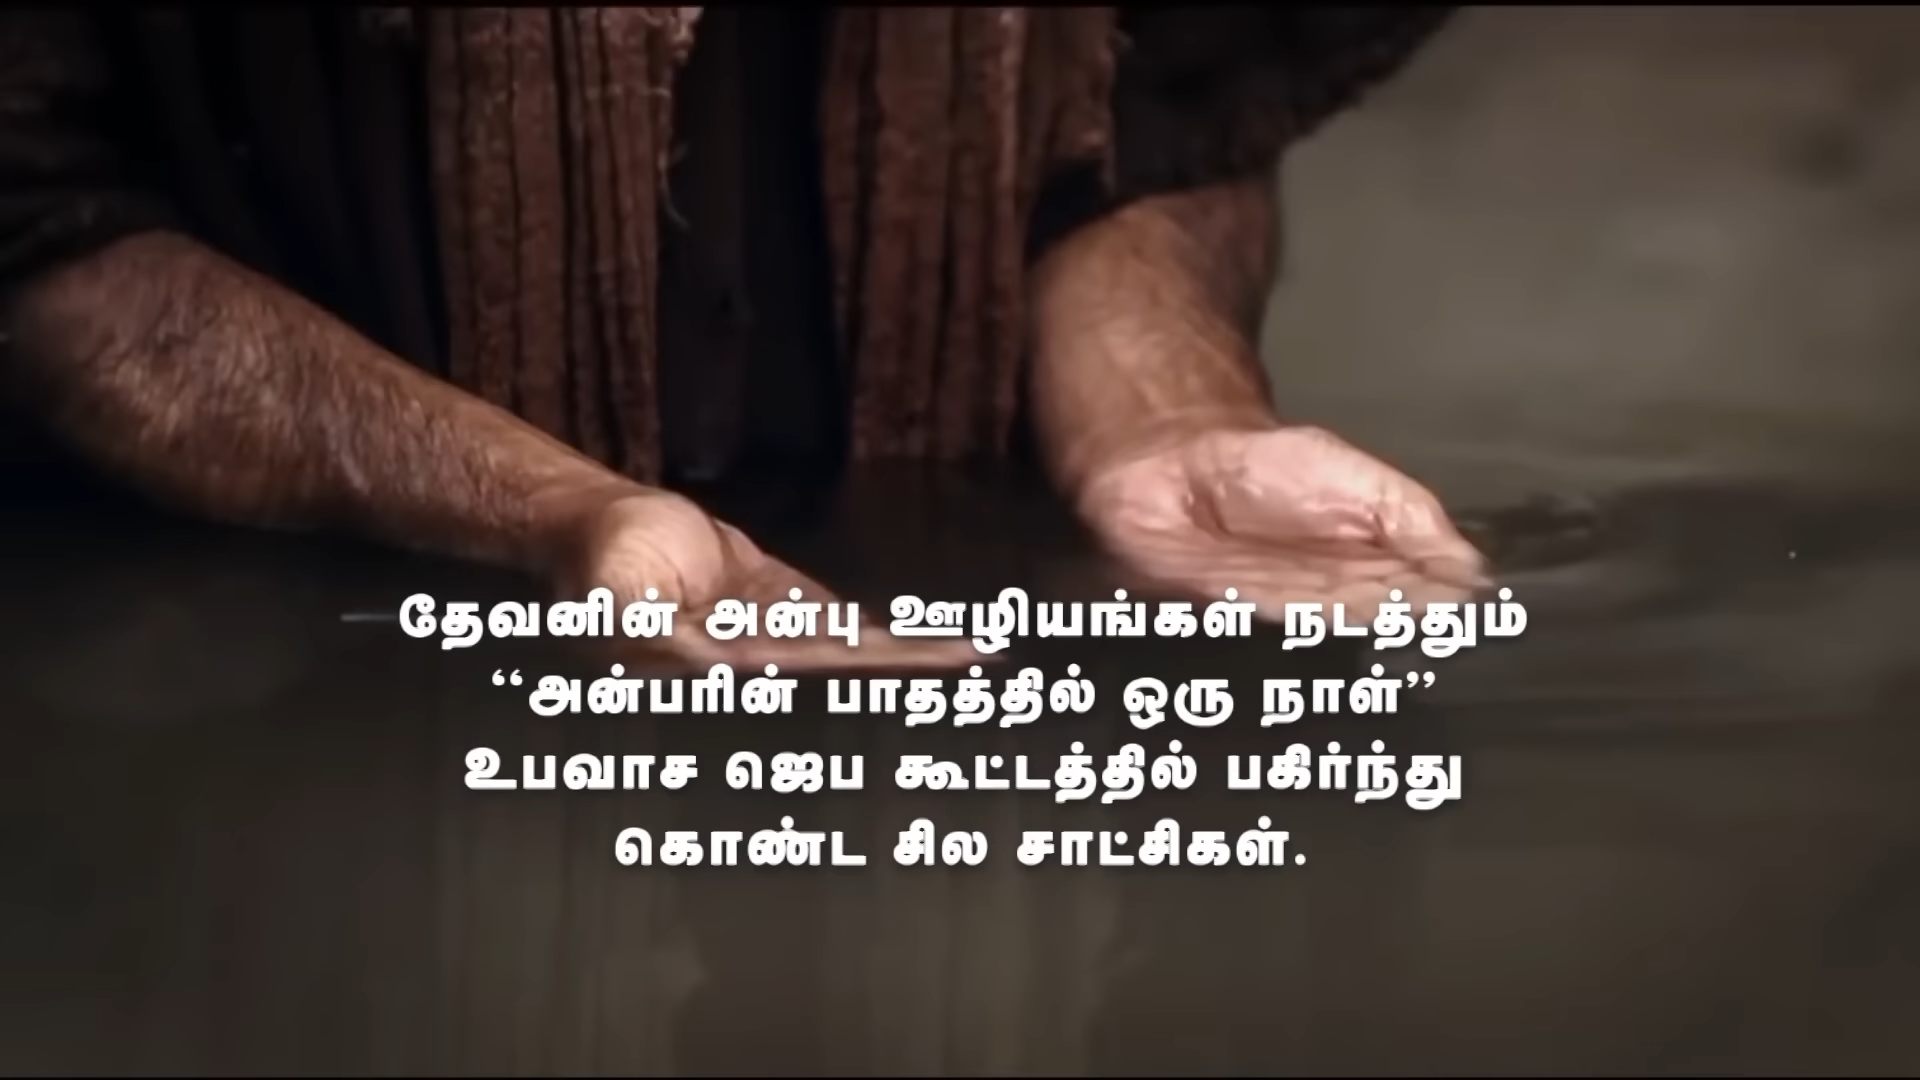 தேவனின் அன்பு ஊழியங்கள் நடத்தும்
“அன்பரின் பாதத்தில் ஒரு நாள்”
உபவாச ஜெப கூட்டத்தில் பகிர்ந்து
கொண்ட சில சாட்சிகள்.